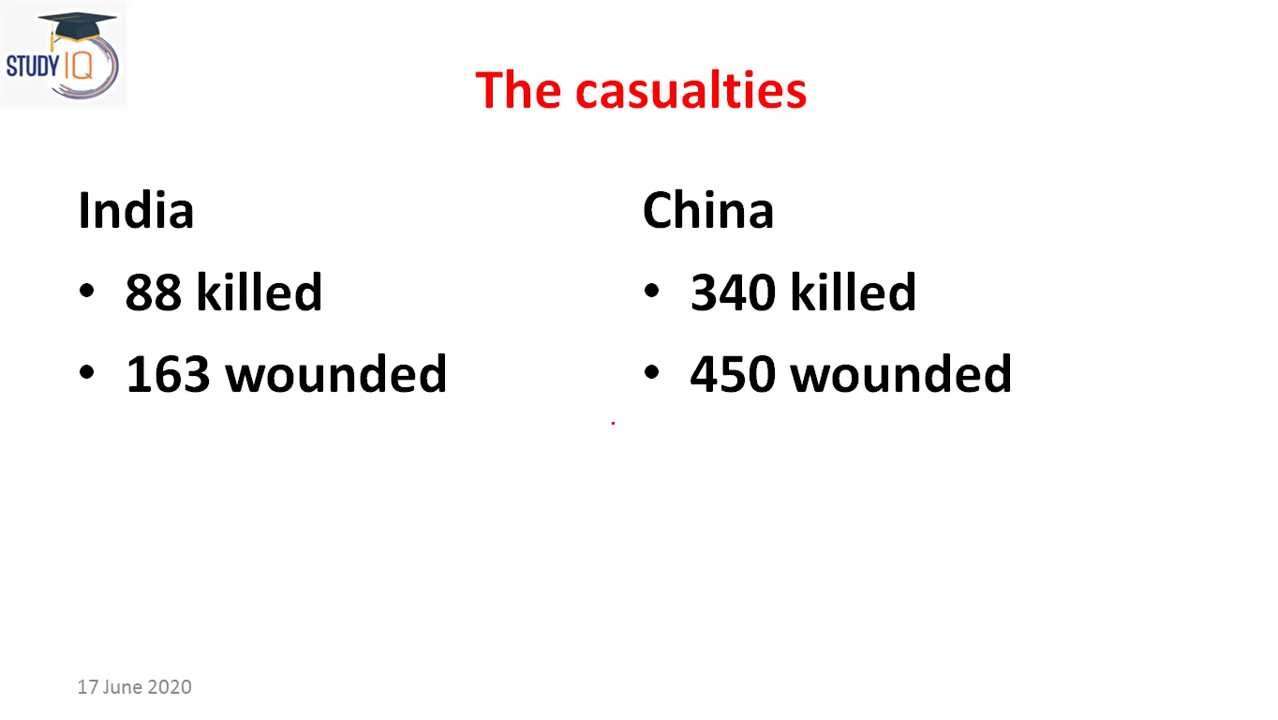 STUDY IQ
The casualties
India
• 88 killed
• 163 wounded
China
• 340 killed
• 450 wounded
17 June 2020